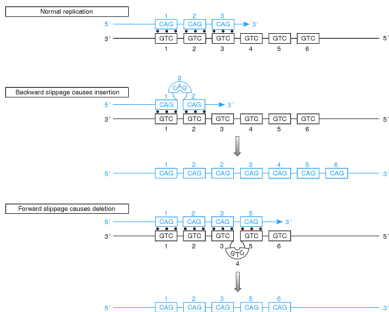 Normal replication
1 2 3
5′ CAG CAG CAG 3′
3′ GTC GTC GTC GTC GTC GTC 5′
1 2 3 4 5 6
Backward slippage causes insertion
2
CAG
1 2
5′ CAG CAG 3′
3′ GTC GTC GTC GTC GTC GTC 5′
1 2 3 4 5 6
1 2 2 3 4 5 6
5′ CAG CAG CAG CAG CAG CAG CAG 3′
Forward slippage causes deletion
1 2 3 5
5′ CAG CAG CAG CAG 3′
3′ GTC GTC GTC GTC GTC 5′
1 2 3 5 6
GTC
4
1 2 3 5 6
5′ CAG CAG CAG CAG CAG 3′